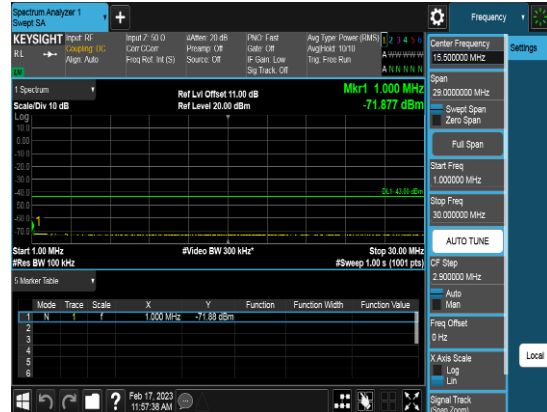 Spectrum Analyzer 1
Swept SA
+
Frequency
KEYSIGHT
RL
Input: RF
Coupling: DC
Align: Auto
Input Z: 50 Ω
Corr CCorr
Freq Ref: Int (S)
#Atten: 20 dB
Preamp: Off
Source: Off
PNO: Fast
Gate: Off
IF Gain: Low
Sig Track: Off
Avg Type: Power (RMS)
Avg|Hold: 10/10
Trig: Free Run
1 2 3 4 5 6
A W W W W W
A N N N N N
1 Spectrum
Scale/Div 10 dB
Log
Ref Lvl Offset 11.00 dB
Ref Level 20.00 dBm
Mkr1 1.000 MHz
-71.877 dBm
10.0
0.00
-10.0
-20.0
-30.0
-40.0
-50.0
-60.0
-70.0
DL1 -43.00 dBm
1
Start 1.00 MHz
#Res BW 100 kHz
#Video BW 300 kHz*
Stop 30.00 MHz
#Sweep 1.00 s (1001 pts)
5 Marker Table
Mode Trace Scale X Y Function Function Width Function Value
1 N 1 f 1.000 MHz -71.88 dBm
2
3
4
5
6
Center Frequency
15.500000 MHz
Settings
Span
29.0000000 MHz
Swept Span
Zero Span
Full Span
Start Freq
1.000000 MHz
Stop Freq
30.000000 MHz
AUTO TUNE
CF Step
2.900000 MHz
Auto
Man
Freq Offset
0 Hz
X Axis Scale
Log
Lin
Local
Signal Track
(Span Zoom)
?
Feb 17, 2023
11:57:38 AM